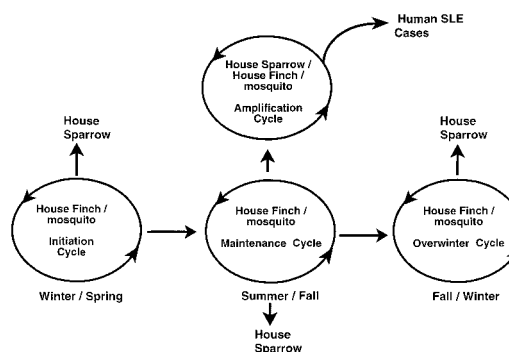 Human SLE
Cases
House Sparrow /
House Finch /
mosquito
Amplification
Cycle
House
Sparrow
House
Sparrow
House Finch /
mosquito
Initiation
Cycle
House Finch /
mosquito
Maintenance Cycle
House Finch /
mosquito
Overwinter Cycle
Winter / Spring
Summer / Fall
Fall / Winter
House
Sparrow